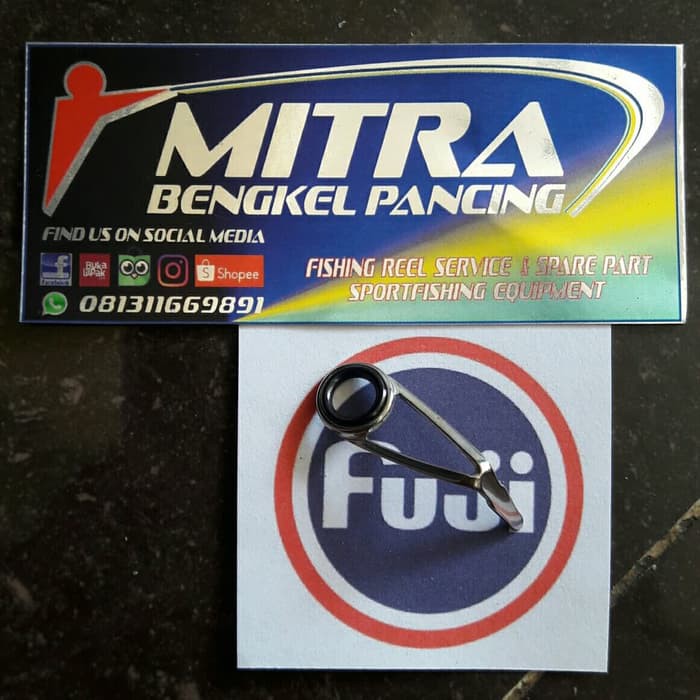 MITRA
BENGKEL PANCING
FIND US ON SOCIAL MEDIA
facebook
BukaLapak
Shopee
FISHING REEL SERVICE & SPARE PART
SPORTFISHING EQUIPMENT
081311669891
Fuji